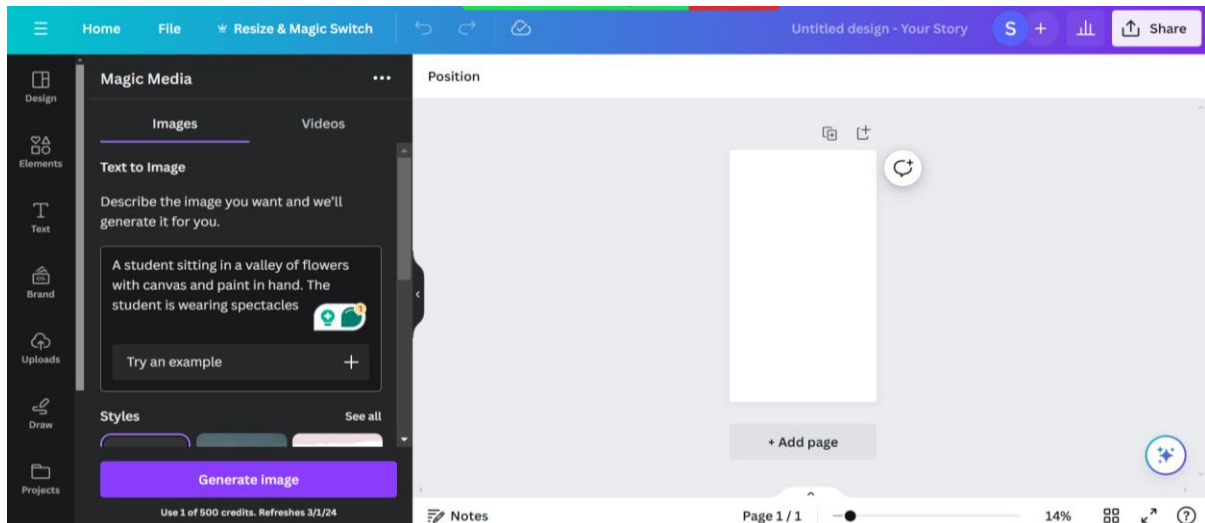 Home File Resize & Magic Switch Untitled design - Your Story S + Share
Design
Elements
Text
Brand
Uploads
Draw
Projects
Magic Media
Images Videos
Text to Image
Describe the image you want and we'll
generate it for you.
A student sitting in a valley of flowers
with canvas and paint in hand. The
student is wearing spectacles
1
Try an example +
Styles See all
Generate image
Use 1 of 500 credits. Refreshes 3/1/24
Position
+ Add page
Notes Page 1 / 1 14% ?